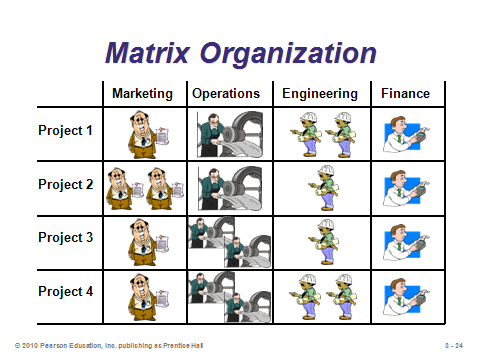 Matrix Organization
Marketing Operations Engineering Finance
Project 1
Project 2
Project 3
Project 4
© 2010 Pearson Education, Inc. publishing as Prentice Hall 3 - 24